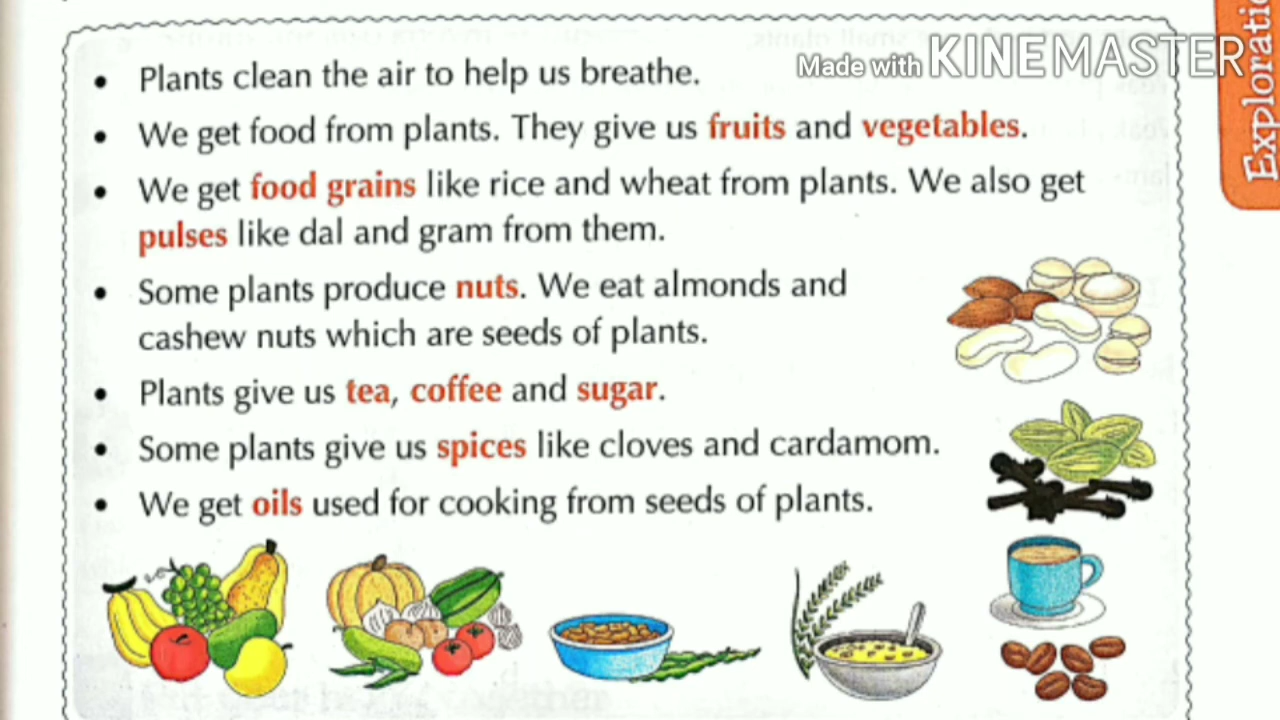 Made with KINEMASTER
Exploratio
• Plants clean the air to help us breathe.
• We get food from plants. They give us fruits and vegetables.
• We get food grains like rice and wheat from plants. We also get
pulses like dal and gram from them.
• Some plants produce nuts. We eat almonds and
cashew nuts which are seeds of plants.
• Plants give us tea, coffee and sugar.
• Some plants give us spices like cloves and cardamom.
• We get oils used for cooking from seeds of plants.